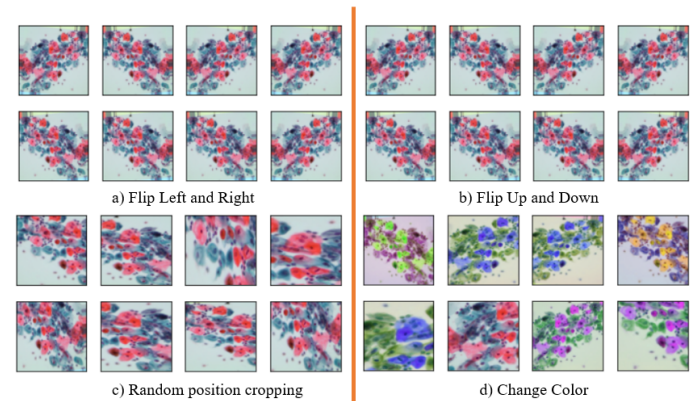 a) Flip Left and Right
b) Flip Up and Down
c) Random position cropping
d) Change Color